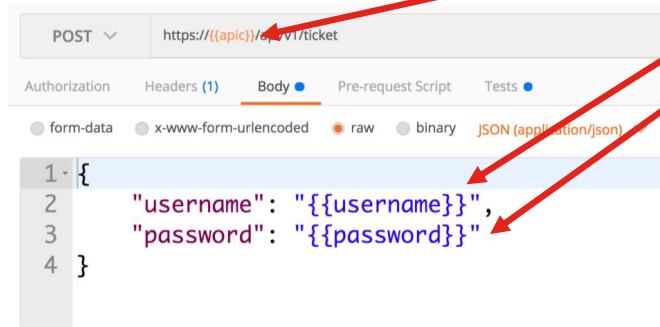 POST https://{{apic}}/api/v1/ticket
Authorization Headers (1) Body Pre-request Script Tests
form-data x-www-form-urlencoded raw binary JSON (application/json)
1 {
2 "username": "{{username}}",
3 "password": "{{password}}"
4 }